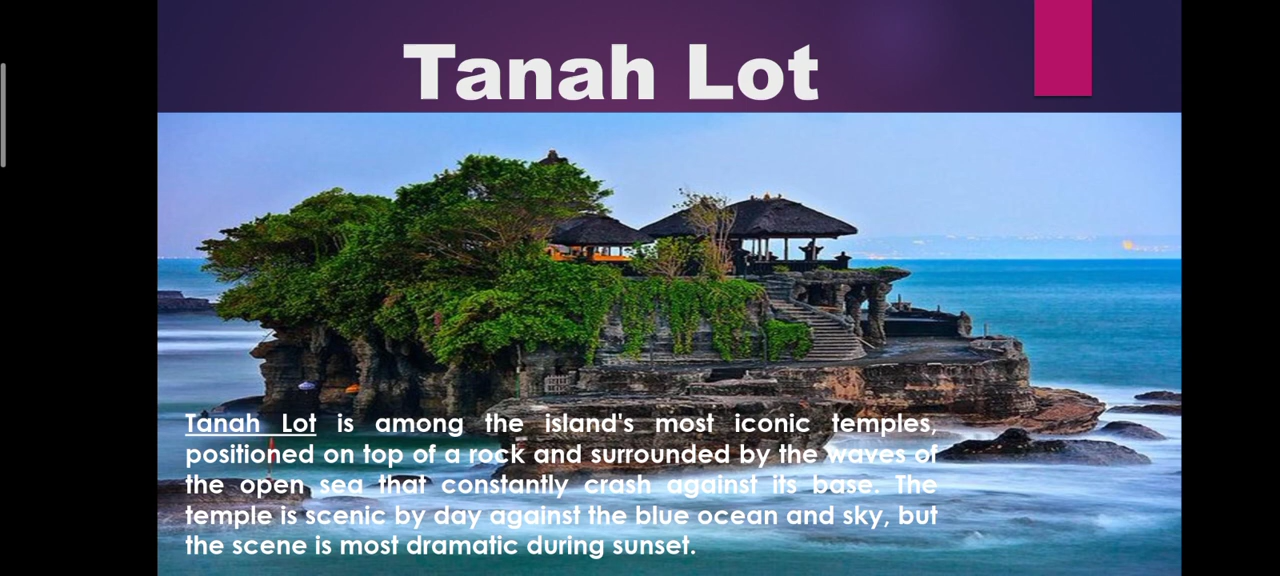 Tanah Lot
Tanah Lot is among the island's most iconic temples,
positioned on top of a rock and surrounded by the waves of
the open sea that constantly crash against its base. The
temple is scenic by day against the blue ocean and sky, but
the scene is most dramatic during sunset.